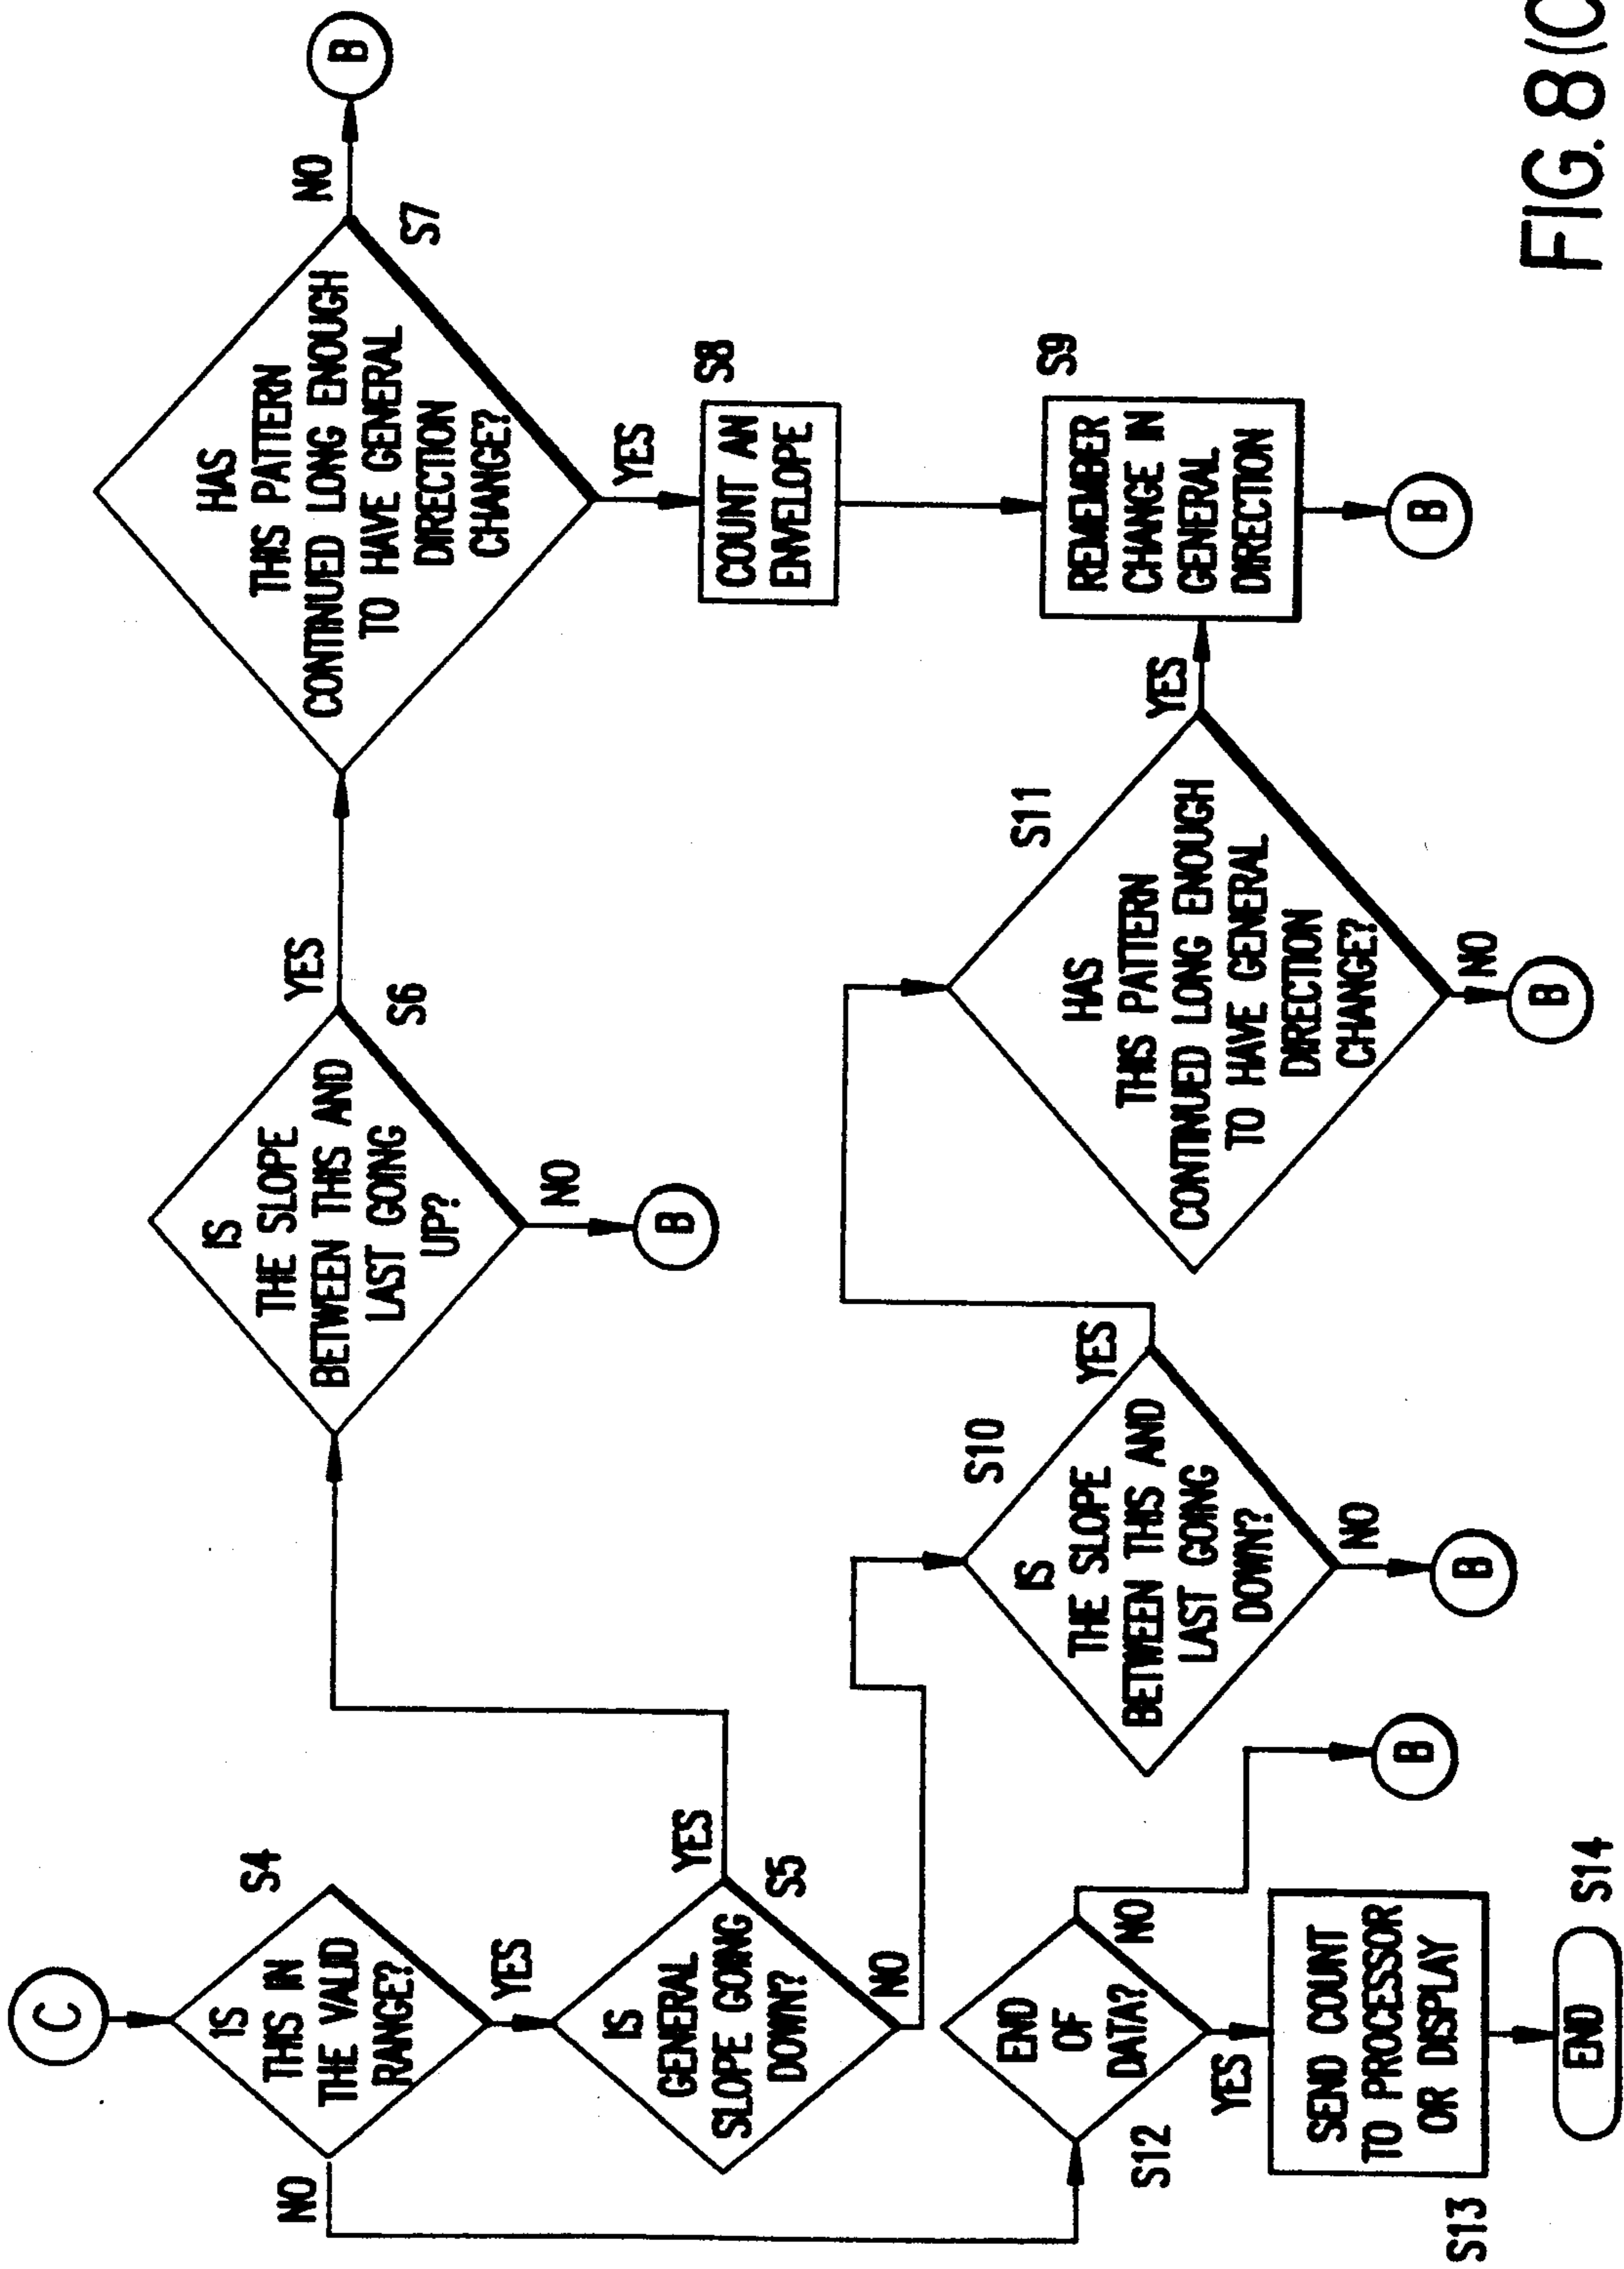 C
IS
THIS IN
THE VALID
RANGE?
S4
NO
YES
IS
GENERAL
SLOPE GOING
DOWN?
S5
YES
NO
IS
THE SLOPE
BETWEEN THIS AND
LAST GOING
UP?
S6
YES
NO
B
HAS
THIS PATTERN
CONTINUED LONG ENOUGH
TO HAVE GENERAL
DIRECTION
CHANGE?
S7
NO
B
YES
S8
COUNT AN
ENVELOPE
S9
REMEMBER
CHANGE IN
GENERAL
DIRECTION
B
S10
IS
THE SLOPE
BETWEEN THIS AND
LAST GOING
DOWN?
YES
NO
B
S11
HAS
THIS PATTERN
CONTINUED LONG ENOUGH
TO HAVE GENERAL
DIRECTION
CHANGE?
YES
NO
B
S12
END
OF
DATA?
NO
B
YES
S13
SEND COUNT
TO PROCESSOR
OR DISPLAY
END
S14
FIG. 8(C